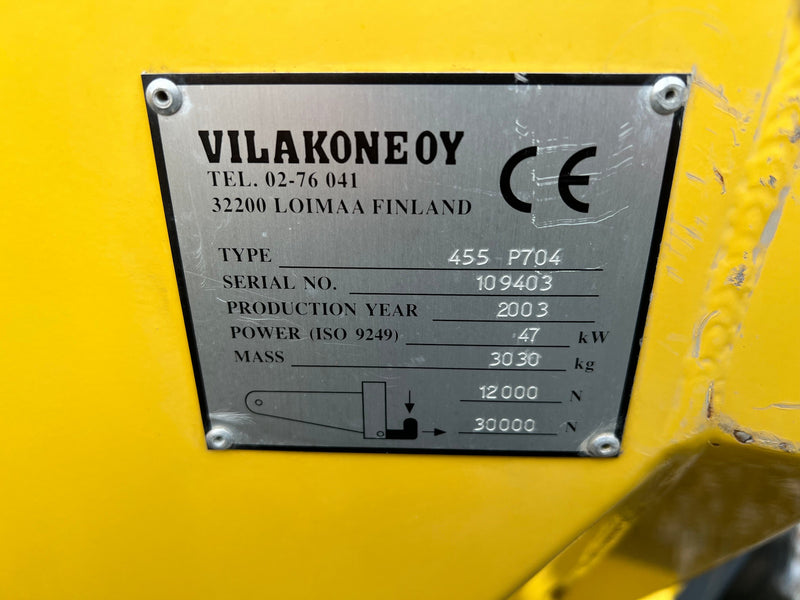 VILAKONE OY
TEL. 02-76 041
32200 LOIMAA FINLAND
CE
TYPE 455 P704
SERIAL NO. 109403
PRODUCTION YEAR 2003
POWER (ISO 9249) 47 kW
MASS 3030 kg
12000 N
30000 N